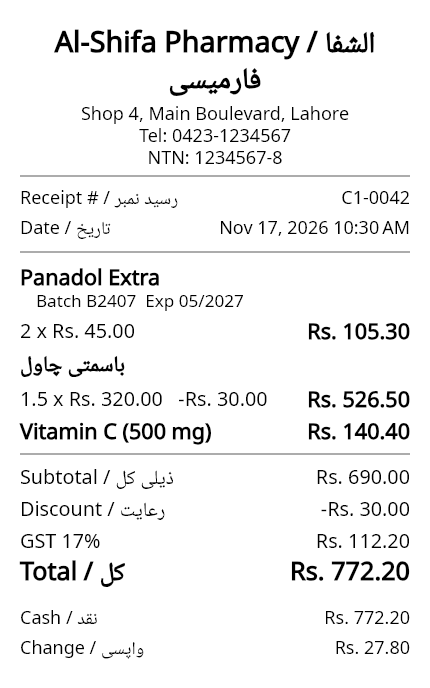 Al-Shifa Pharmacy / الشفا
فارمیسی
Shop 4, Main Boulevard, Lahore
Tel: 0423-1234567
NTN: 1234567-8
Receipt # / رسید نمبر C1-0042
Date / تاریخ Nov 17, 2026 10:30 AM
Panadol Extra
Batch B2407 Exp 05/2027
2 x Rs. 45.00 Rs. 105.30
باسمتی چاول
1.5 x Rs. 320.00 -Rs. 30.00 Rs. 526.50
Vitamin C (500 mg) Rs. 140.40
Subtotal / ذیلی کل Rs. 690.00
Discount / رعایت -Rs. 30.00
GST 17% Rs. 112.20
Total / کل Rs. 772.20
Cash / نقد Rs. 772.20
Change / واپسی Rs. 27.80